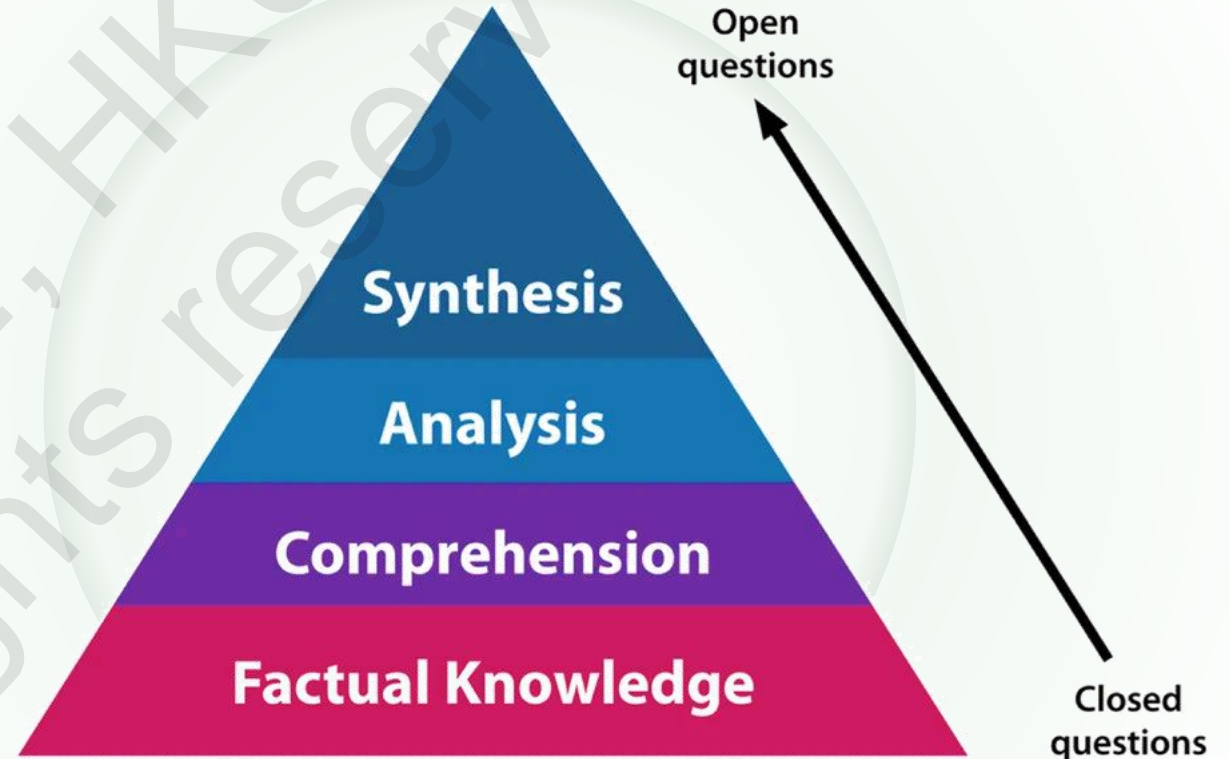 Open
questions
Synthesis
Analysis
Comprehension
Factual Knowledge
Closed
questions